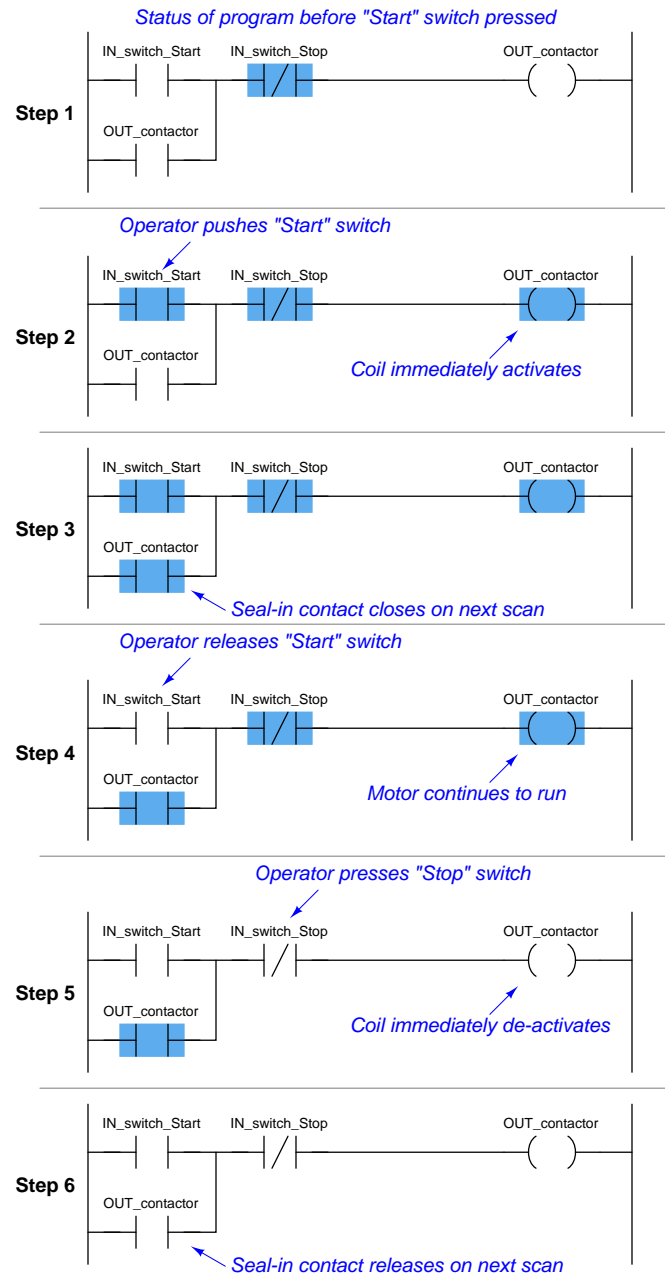 Status of program before "Start" switch pressed
IN_switch_Start IN_switch_Stop OUT_contactor
Step 1
OUT_contactor
Operator pushes "Start" switch
IN_switch_Start IN_switch_Stop OUT_contactor
Step 2
OUT_contactor
Coil immediately activates
IN_switch_Start IN_switch_Stop OUT_contactor
Step 3
OUT_contactor
Seal-in contact closes on next scan
Operator releases "Start" switch
IN_switch_Start IN_switch_Stop OUT_contactor
Step 4
OUT_contactor
Motor continues to run
Operator presses "Stop" switch
IN_switch_Start IN_switch_Stop OUT_contactor
Step 5
OUT_contactor
Coil immediately de-activates
IN_switch_Start IN_switch_Stop OUT_contactor
Step 6
OUT_contactor
Seal-in contact releases on next scan